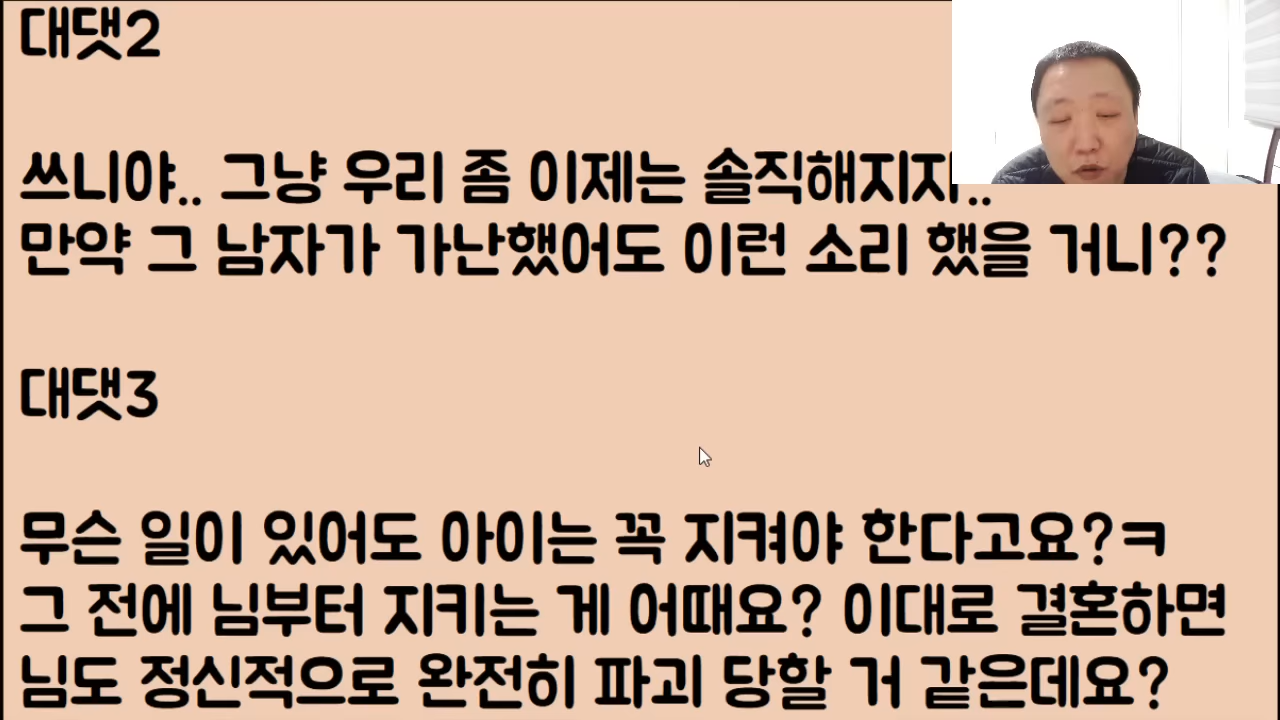 대댓2
쓰니야.. 그냥 우리 좀 이제는 솔직해지자..
만약 그 남자가 가난했어도 이런 소리 했을 거니??
대댓3
무슨 일이 있어도 아이는 꼭 지켜야 한다고요?ㅋ
그 전에 님부터 지키는 게 어때요? 이대로 결혼하면
님도 정신적으로 완전히 파괴 당할 거 같은데요?